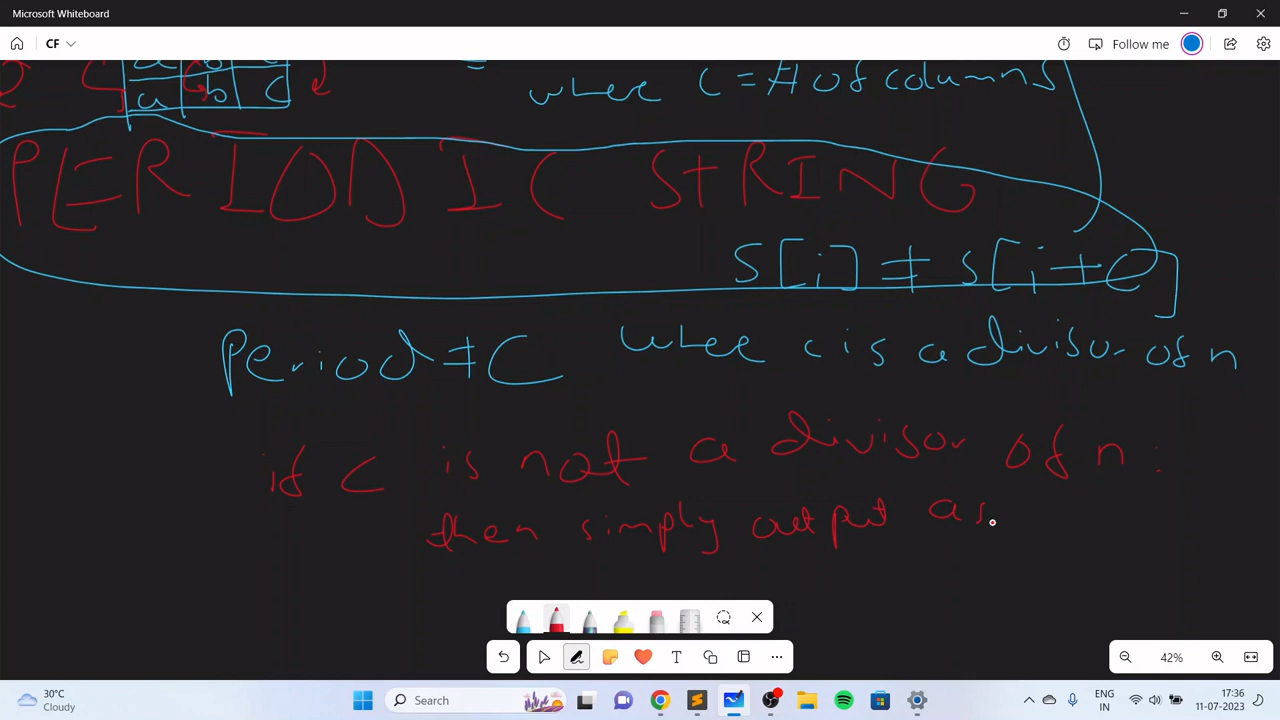 Microsoft Whiteboard
CF
Follow me
a b c
where C = # of columns
PERIODIC STRING
S[i] ≠ S[i+C]
Period ≠ C where c is a divisor of n
if C is not a divisor of n :
then simply output as
42%
30°C
Cloudy
Search
ENG
IN
17:36
11-07-2023